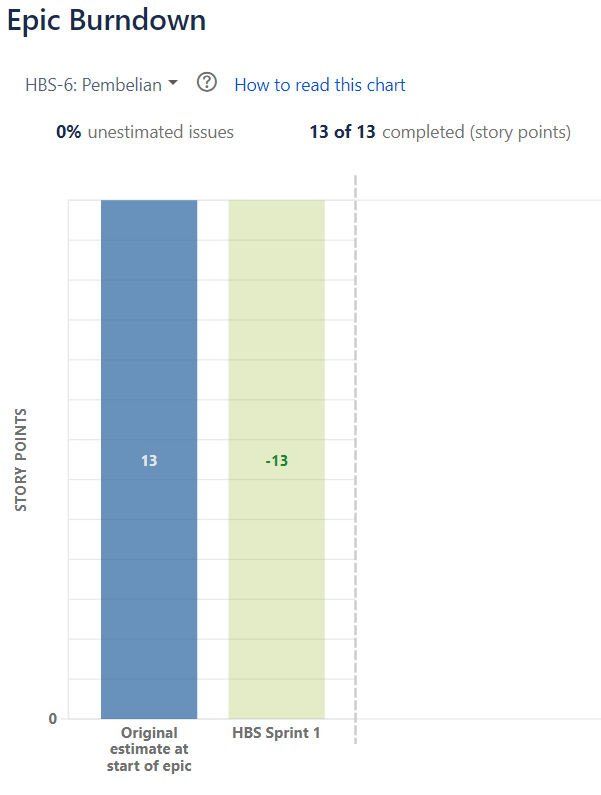 Epic Burndown
HBS-6: Pembelian
How to read this chart
0% unestimated issues
13 of 13 completed (story points)
STORY POINTS
13
-13
0
Original
estimate at
start of epic
HBS Sprint 1